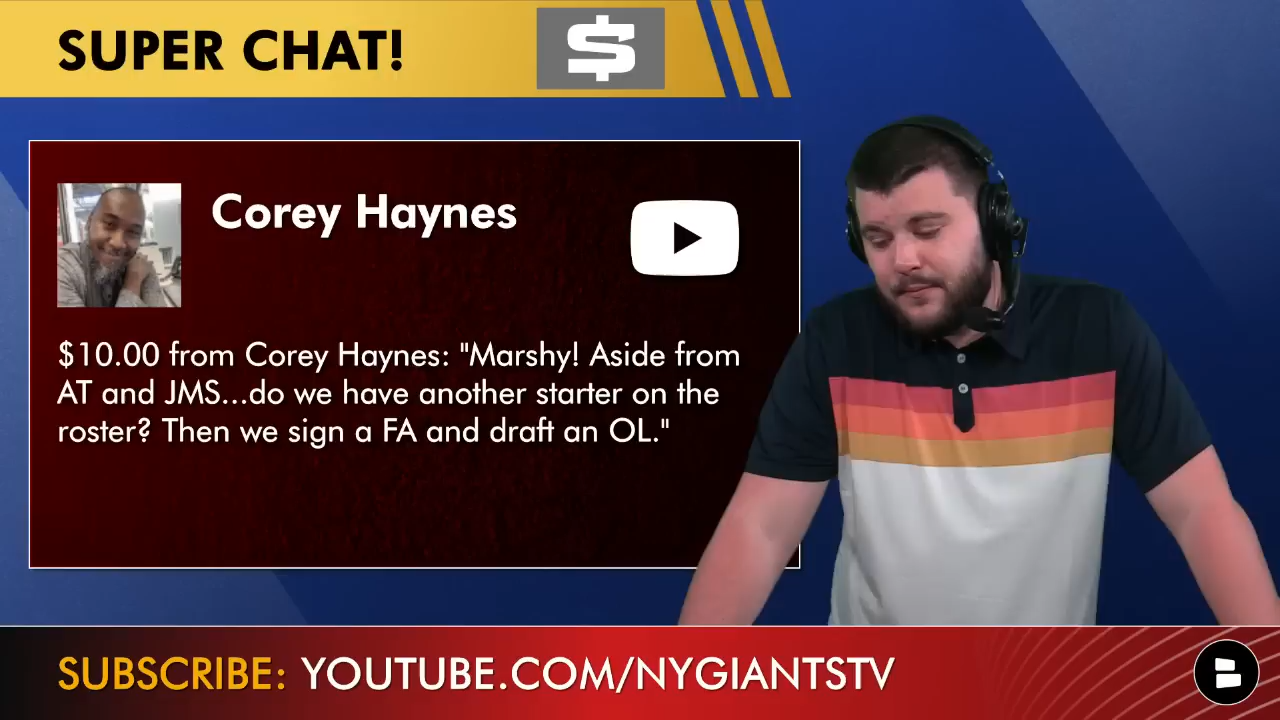 SUPER CHAT!
$
Corey Haynes
$10.00 from Corey Haynes: "Marshy! Aside from
AT and JMS...do we have another starter on the
roster? Then we sign a FA and draft an OL."
SUBSCRIBE: YOUTUBE.COM/NYGIANTSTV